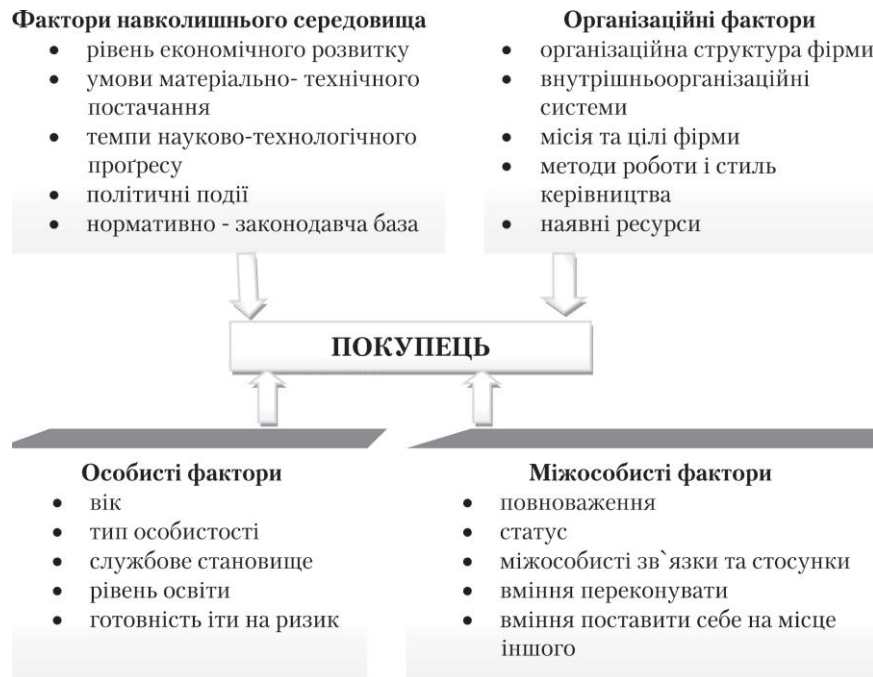 Фактори навколишнього середовища
• рівень економічного розвитку
• умови матеріально- технічного
постачання
• темпи науково-технологічного
проґресу
• політичні події
• нормативно - законодавча база
Організаційні фактори
• організаційна структура фірми
• внутрішньоорганізаційні
системи
• місія та цілі фірми
• методи роботи і стиль
керівництва
• наявні ресурси
ПОКУПЕЦЬ
Особисті фактори
• вік
• тип особистості
• службове становище
• рівень освіти
• готовність іти на ризик
Міжособисті фактори
• повноваження
• статус
• міжособисті зв`язки та стосунки
• вміння переконувати
• вміння поставити себе на місце
іншого